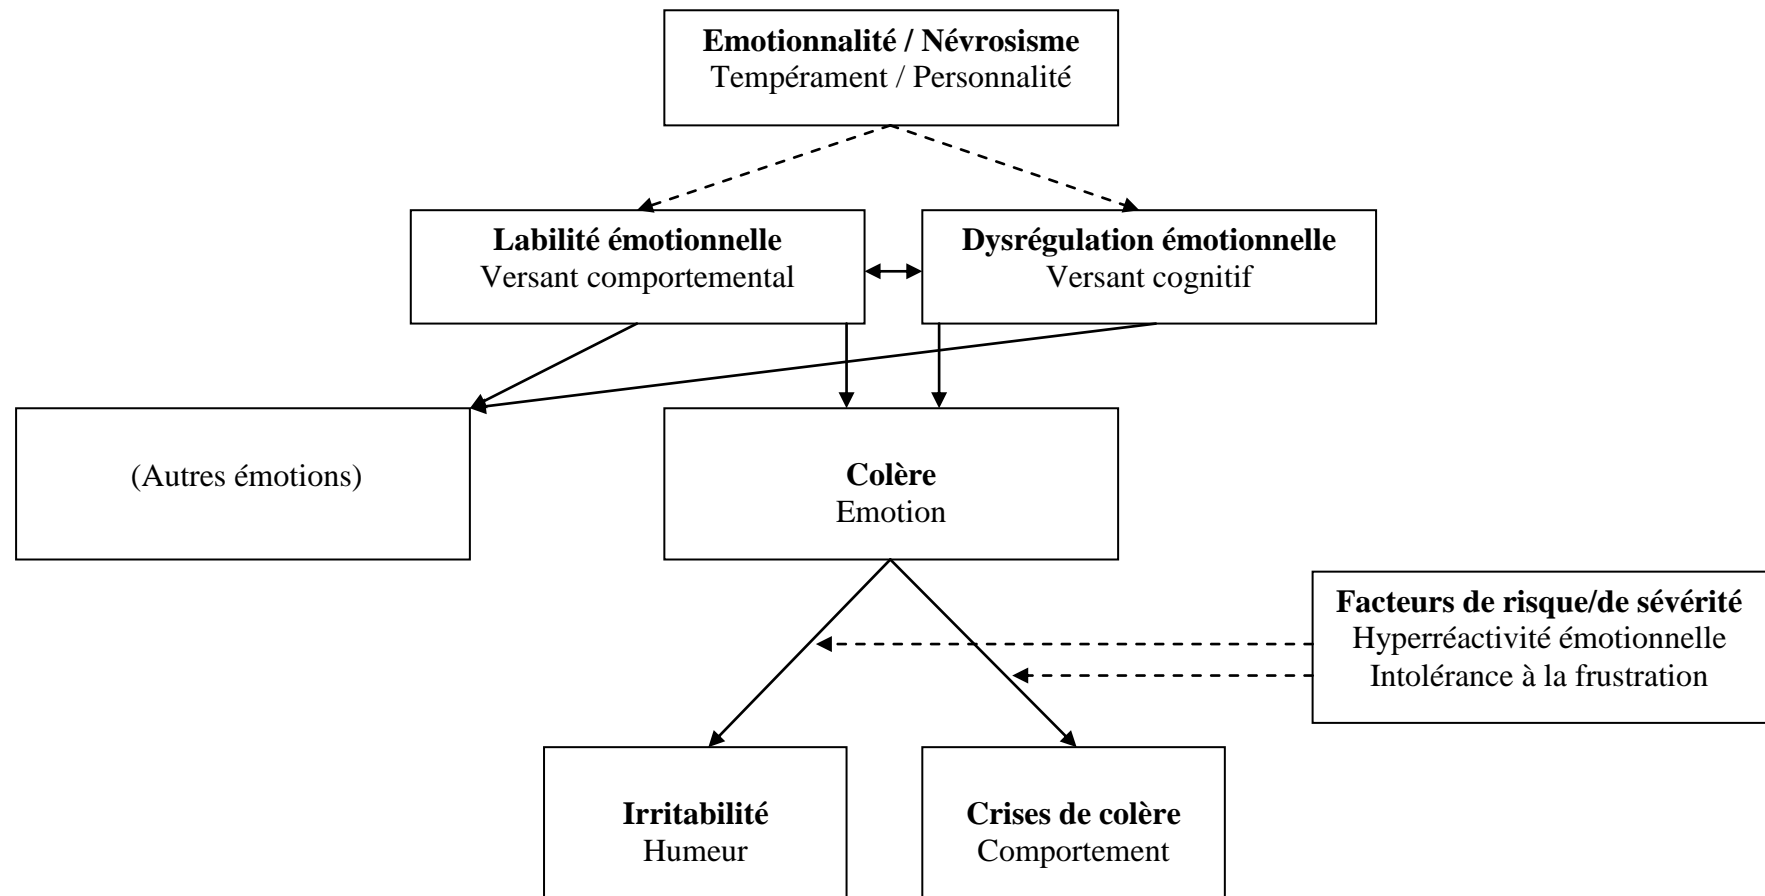 Emotionnalité / Névrosisme
Tempérament / Personnalité
Labilité émotionnelle
Versant comportemental
Dysrégulation émotionnelle
Versant cognitif
(Autres émotions)
Colère
Emotion
Facteurs de risque/de sévérité
Hyperréactivité émotionnelle
Intolérance à la frustration
Irritabilité
Humeur
Crises de colère
Comportement